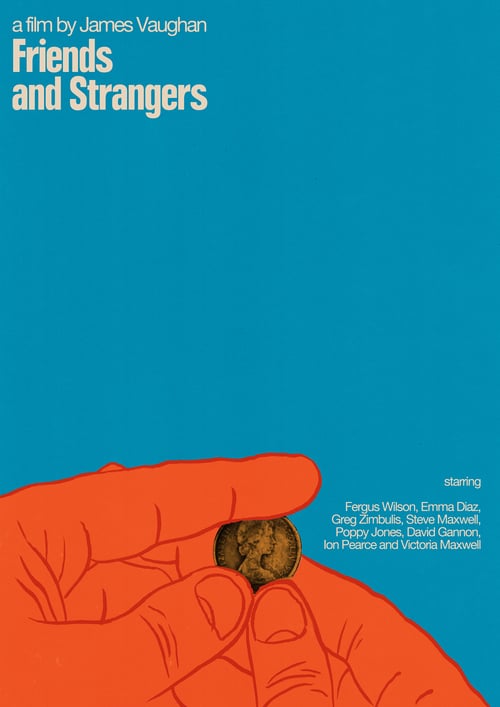 a film by James Vaughan
Friends
and Strangers
starring
Fergus Wilson, Emma Diaz,
Greg Zimbulis, Steve Maxwell,
Poppy Jones, David Gannon,
Ion Pearce and Victoria Maxwell